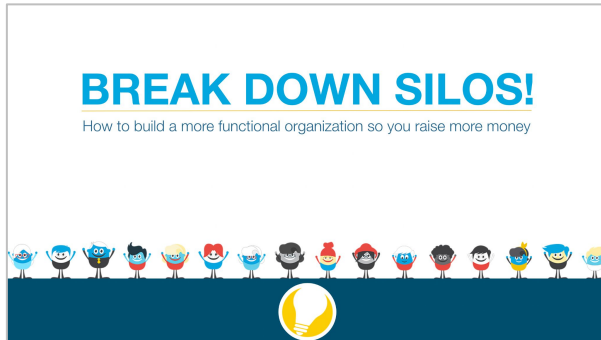 BREAK DOWN SILOS!
How to build a more functional organization so you raise more money